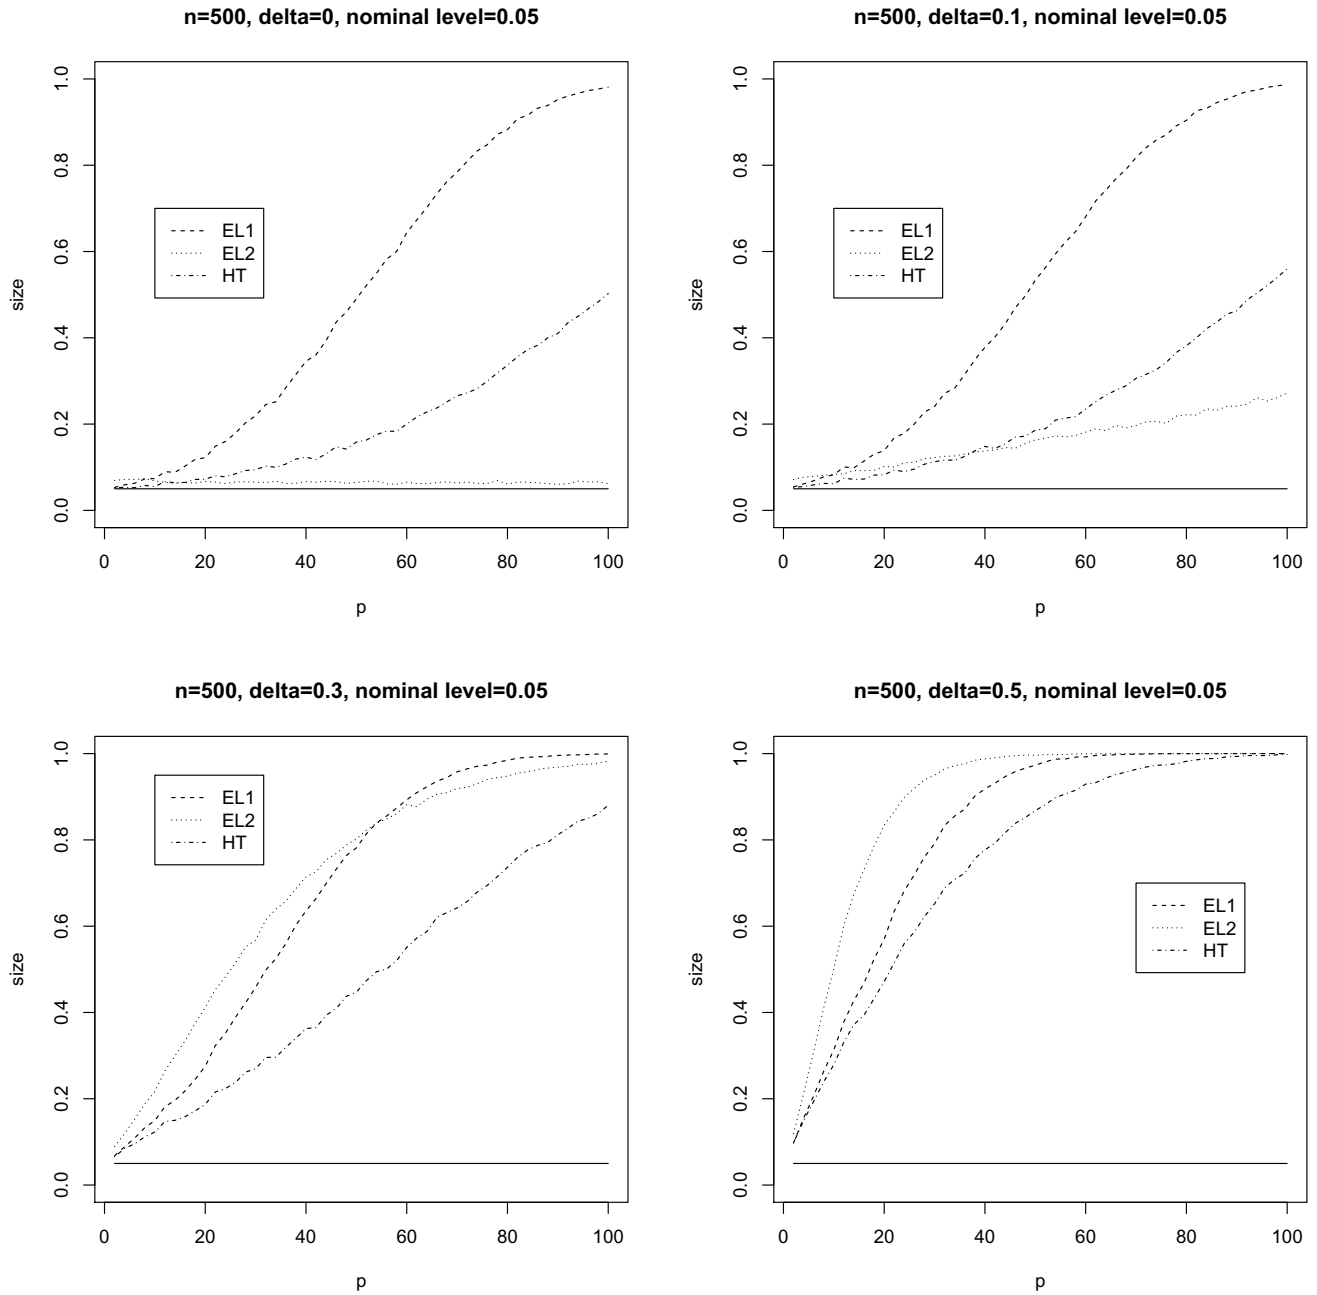 n=500, delta=0, nominal level=0.05
size
1.0
0.8
0.6
0.4
0.2
0.0
EL1
EL2
HT
0 20 40 60 80 100
p
n=500, delta=0.1, nominal level=0.05
size
1.0
0.8
0.6
0.4
0.2
0.0
EL1
EL2
HT
0 20 40 60 80 100
p
n=500, delta=0.3, nominal level=0.05
size
1.0
0.8
0.6
0.4
0.2
0.0
EL1
EL2
HT
0 20 40 60 80 100
p
n=500, delta=0.5, nominal level=0.05
size
1.0
0.8
0.6
0.4
0.2
0.0
EL1
EL2
HT
0 20 40 60 80 100
p